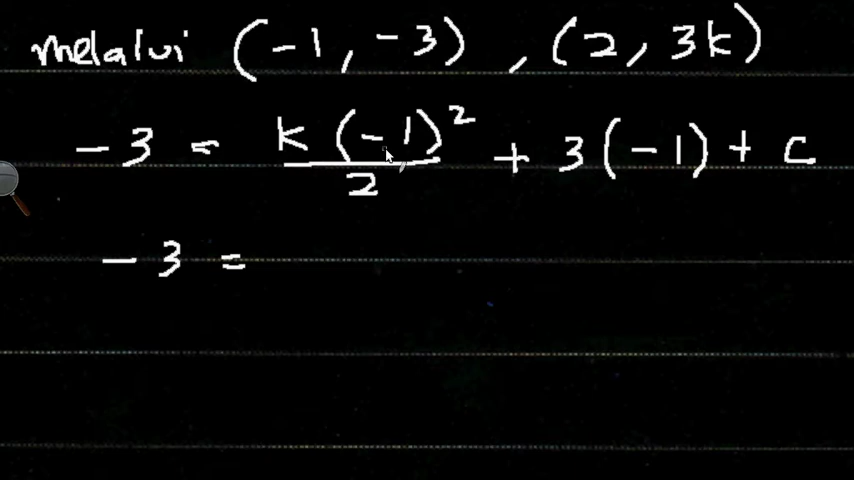 melalui (-1, -3) , (2, 3k)
-3 = k(-1)²/2 + 3(-1) + c
-3 =